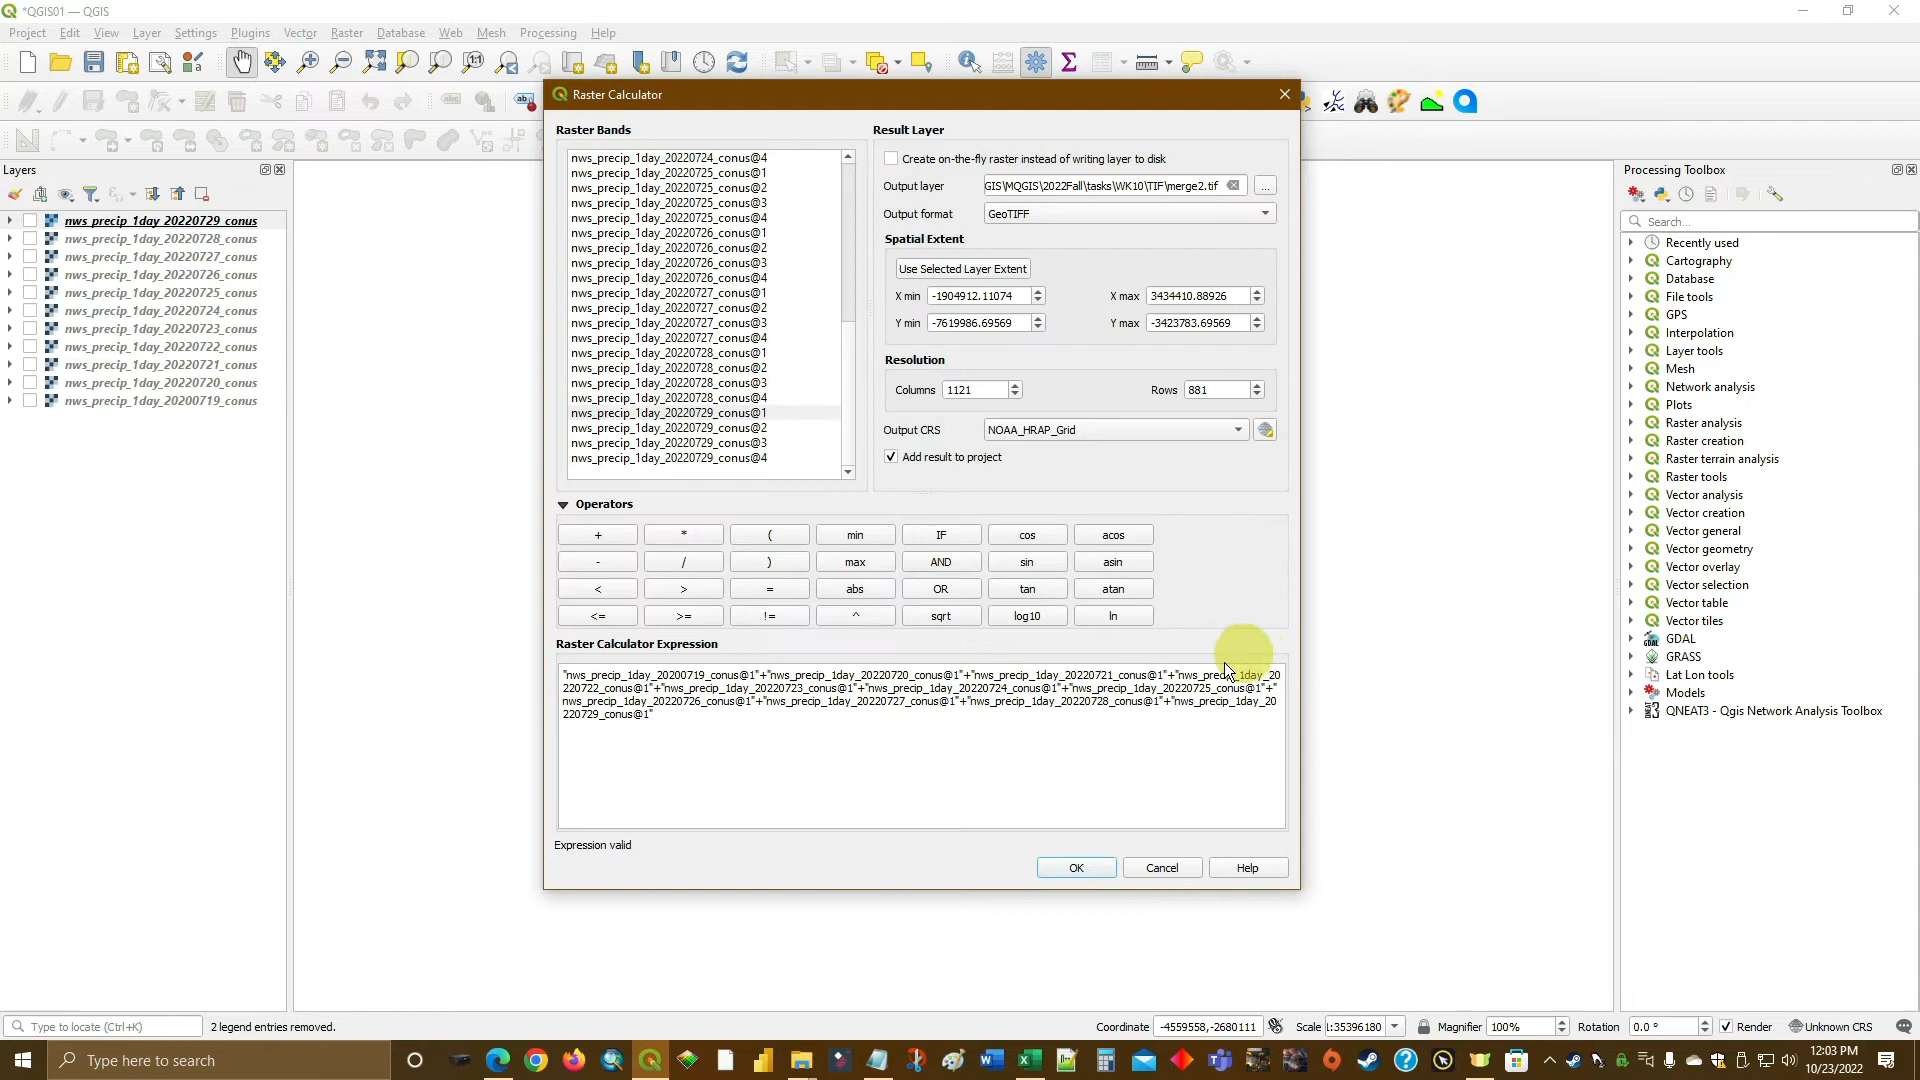 *QGIS01 — QGIS
Project Edit View Layer Settings Plugins Vector Raster Database Web Mesh Processing Help
Layers
nws_precip_1day_20220729_conus
nws_precip_1day_20220728_conus
nws_precip_1day_20220727_conus
nws_precip_1day_20220726_conus
nws_precip_1day_20220725_conus
nws_precip_1day_20220724_conus
nws_precip_1day_20220723_conus
nws_precip_1day_20220722_conus
nws_precip_1day_20220721_conus
nws_precip_1day_20220720_conus
nws_precip_1day_20200719_conus
Raster Calculator
Raster Bands
nws_precip_1day_20220724_conus@4
nws_precip_1day_20220725_conus@1
nws_precip_1day_20220725_conus@2
nws_precip_1day_20220725_conus@3
nws_precip_1day_20220725_conus@4
nws_precip_1day_20220726_conus@1
nws_precip_1day_20220726_conus@2
nws_precip_1day_20220726_conus@3
nws_precip_1day_20220726_conus@4
nws_precip_1day_20220727_conus@1
nws_precip_1day_20220727_conus@2
nws_precip_1day_20220727_conus@3
nws_precip_1day_20220727_conus@4
nws_precip_1day_20220728_conus@1
nws_precip_1day_20220728_conus@2
nws_precip_1day_20220728_conus@3
nws_precip_1day_20220728_conus@4
nws_precip_1day_20220729_conus@1
nws_precip_1day_20220729_conus@2
nws_precip_1day_20220729_conus@3
nws_precip_1day_20220729_conus@4
Result Layer
Create on-the-fly raster instead of writing layer to disk
Output layer GIS\MQGIS\2022Fall\tasks\WK10\TIF\merge2.tif ...
Output format GeoTIFF
Spatial Extent
Use Selected Layer Extent
X min -1904912.11074 X max 3434410.88926
Y min -7619986.69569 Y max -3423783.69569
Resolution
Columns 1121 Rows 881
Output CRS NOAA_HRAP_Grid
Add result to project
Operators
+ * ( min IF cos acos
- / ) max AND sin asin
< > = abs OR tan atan
<= >= != ^ sqrt log10 ln
Raster Calculator Expression
"nws_precip_1day_20200719_conus@1"+"nws_precip_1day_20220720_conus@1"+"nws_precip_1day_20220721_conus@1"+"nws_precip_1day_20
220722_conus@1"+"nws_precip_1day_20220723_conus@1"+"nws_precip_1day_20220724_conus@1"+"nws_precip_1day_20220725_conus@1"+"
nws_precip_1day_20220726_conus@1"+"nws_precip_1day_20220727_conus@1"+"nws_precip_1day_20220728_conus@1"+"nws_precip_1day_20
220729_conus@1"
Expression valid
OK Cancel Help
Processing Toolbox
Search...
Recently used
Cartography
Database
File tools
GPS
Interpolation
Layer tools
Mesh
Network analysis
Plots
Raster analysis
Raster creation
Raster terrain analysis
Raster tools
Vector analysis
Vector creation
Vector general
Vector geometry
Vector overlay
Vector selection
Vector table
Vector tiles
GDAL
GRASS
Lat Lon tools
Models
QNEAT3 - Qgis Network Analysis Toolbox
Type to locate (Ctrl+K) 2 legend entries removed. Coordinate -4559558,-2680111 Scale 1:35396180 Magnifier 100% Rotation 0.0 ° Render Unknown CRS
Type here to search
12:03 PM
10/23/2022